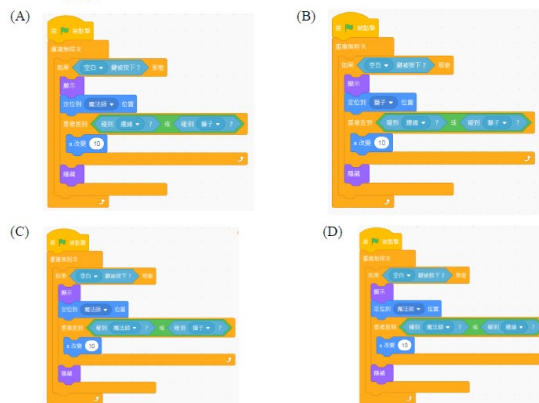 (A)
當 被點擊
重複無限次
如果 空白 鍵被按下？ 那麼
顯示
定位到 魔法師 位置
重複直到 碰到 邊緣 ？ 或 碰到 獅子 ？
x 改變 10
隱藏
(B)
當 被點擊
重複無限次
如果 空白 鍵被按下？ 那麼
顯示
定位到 獅子 位置
重複直到 碰到 邊緣 ？ 或 碰到 獅子 ？
x 改變 10
隱藏
(C)
當 被點擊
重複無限次
如果 空白 鍵被按下？ 那麼
顯示
定位到 魔法師 位置
重複直到 碰到 魔法師 ？ 或 碰到 獅子 ？
x 改變 10
隱藏
(D)
當 被點擊
重複無限次
如果 空白 鍵被按下？ 那麼
顯示
定位到 魔法師 位置
重複直到 碰到 魔法師 ？ 或 碰到 邊緣 ？
x 改變
隱藏